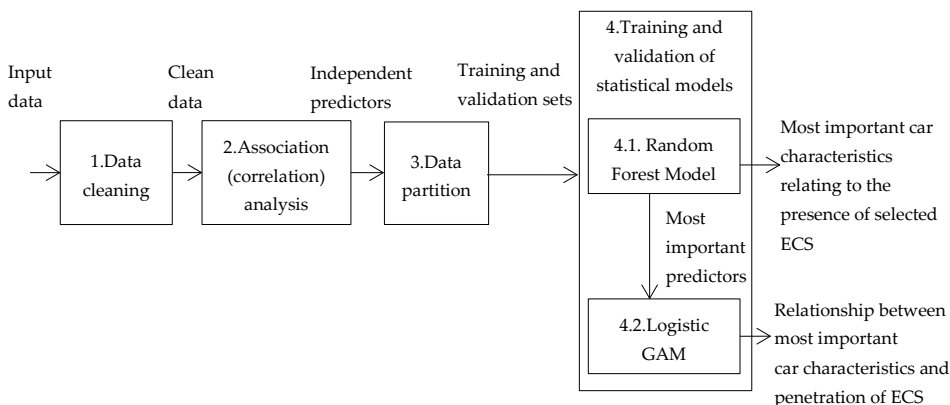 Input
data
Clean
data
Independent
predictors
Training and
validation sets
1.Data
cleaning
2.Association
(correlation)
analysis
3.Data
partition
4.Training and
validation of
statistical models
4.1. Random
Forest Model
Most
important
predictors
4.2.Logistic
GAM
Most important car
characteristics
relating to the
presence of selected
ECS
Relationship between
most important
car characteristics and
penetration of ECS